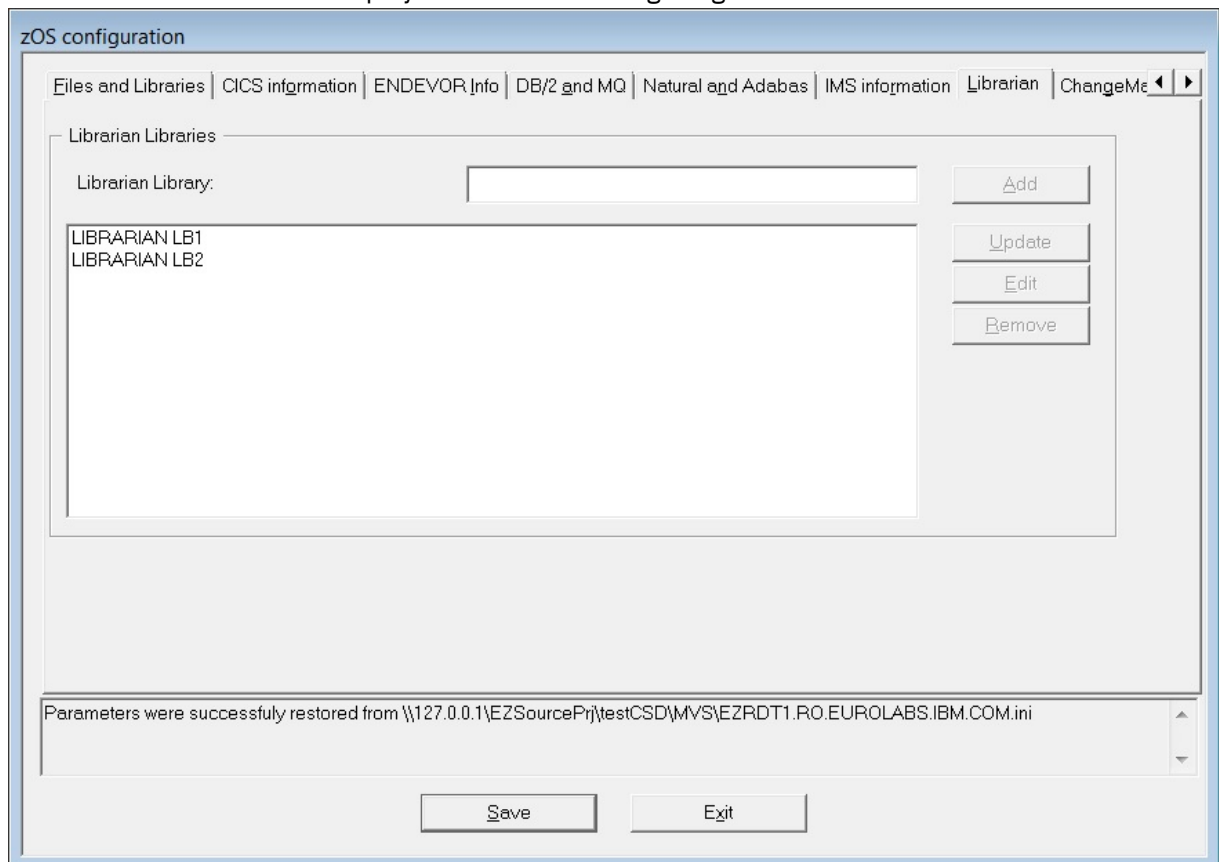 zOS configuration
Files and Libraries CICS information ENDEVOR Info DB/2 and MQ Natural and Adabas IMS information Librarian ChangeMa
Librarian Libraries
Librarian Library:
Add
LIBRARIAN LB1
LIBRARIAN LB2
Update
Edit
Remove
Parameters were successfuly restored from \\127.0.0.1\EZSourcePrj\testCSD\MVS\EZRDT1.RO.EUROLABS.IBM.COM.ini
Save Exit